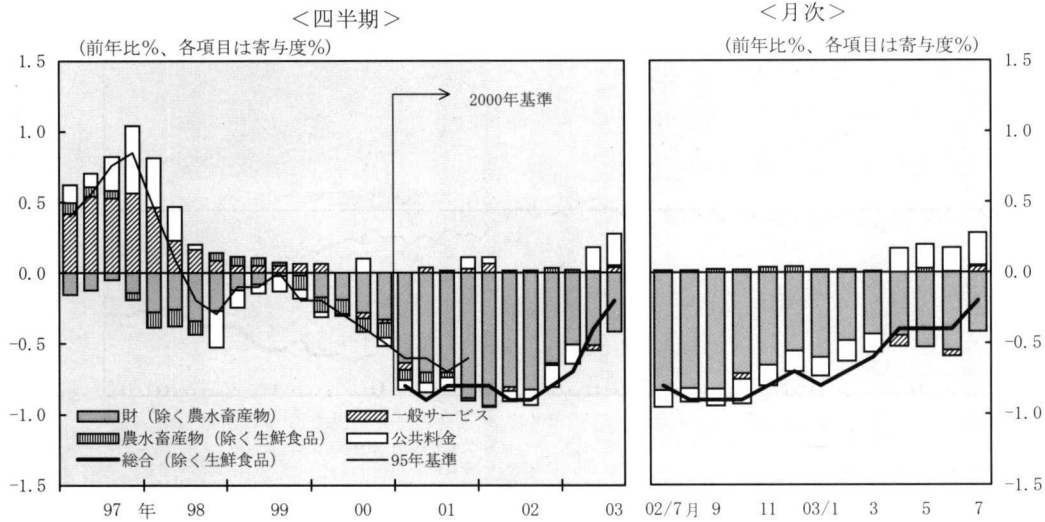 ＜四半期＞
(前年比%、各項目は寄与度%)
1.5
1.0
0.5
0.0
-0.5
-1.0
-1.5
2000年基準
財（除く農水畜産物）
一般サービス
農水畜産物（除く生鮮食品）
公共料金
総合（除く生鮮食品）
95年基準
97 年 98 99 00 01 02 03
＜月次＞
(前年比%、各項目は寄与度%)
1.5
1.0
0.5
0.0
-0.5
-1.0
-1.5
02/7月 9 11 03/1 3 5 7